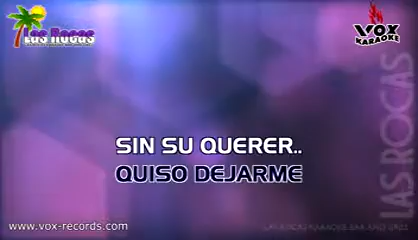 Las Rocas
VOX
KARAOKE
SIN SU QUERER..
QUISO DEJARME
LAS ROCAS
www.vox-records.com